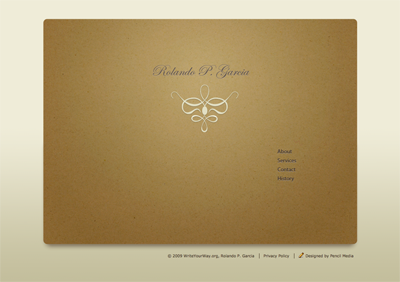 Rolando P. Garcia
About
Services
Contact
History
© 2009 WriteYourWay.org, Rolando P. Garcia | Privacy Policy | Designed by Pencil Media